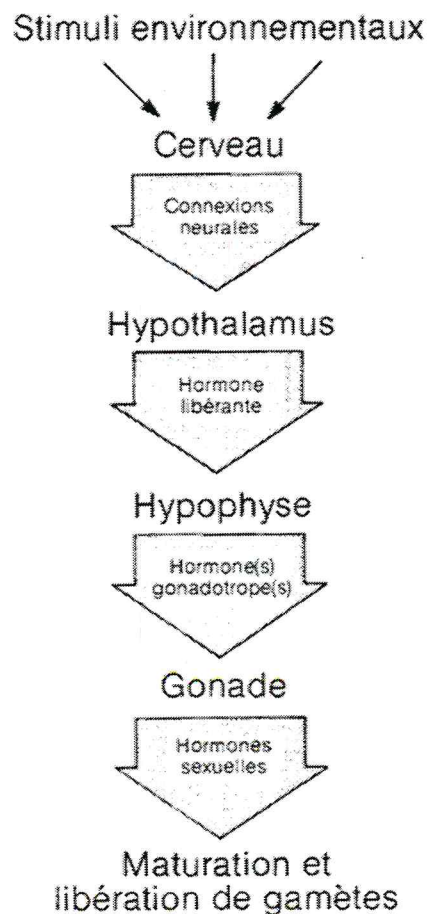 Stimuli environnementaux
Cerveau
Connexions
neurales
Hypothalamus
Hormone
libérante
Hypophyse
Hormone(s)
gonadotrope(s)
Gonade
Hormones
sexuelles
Maturation et
libération de gamètes